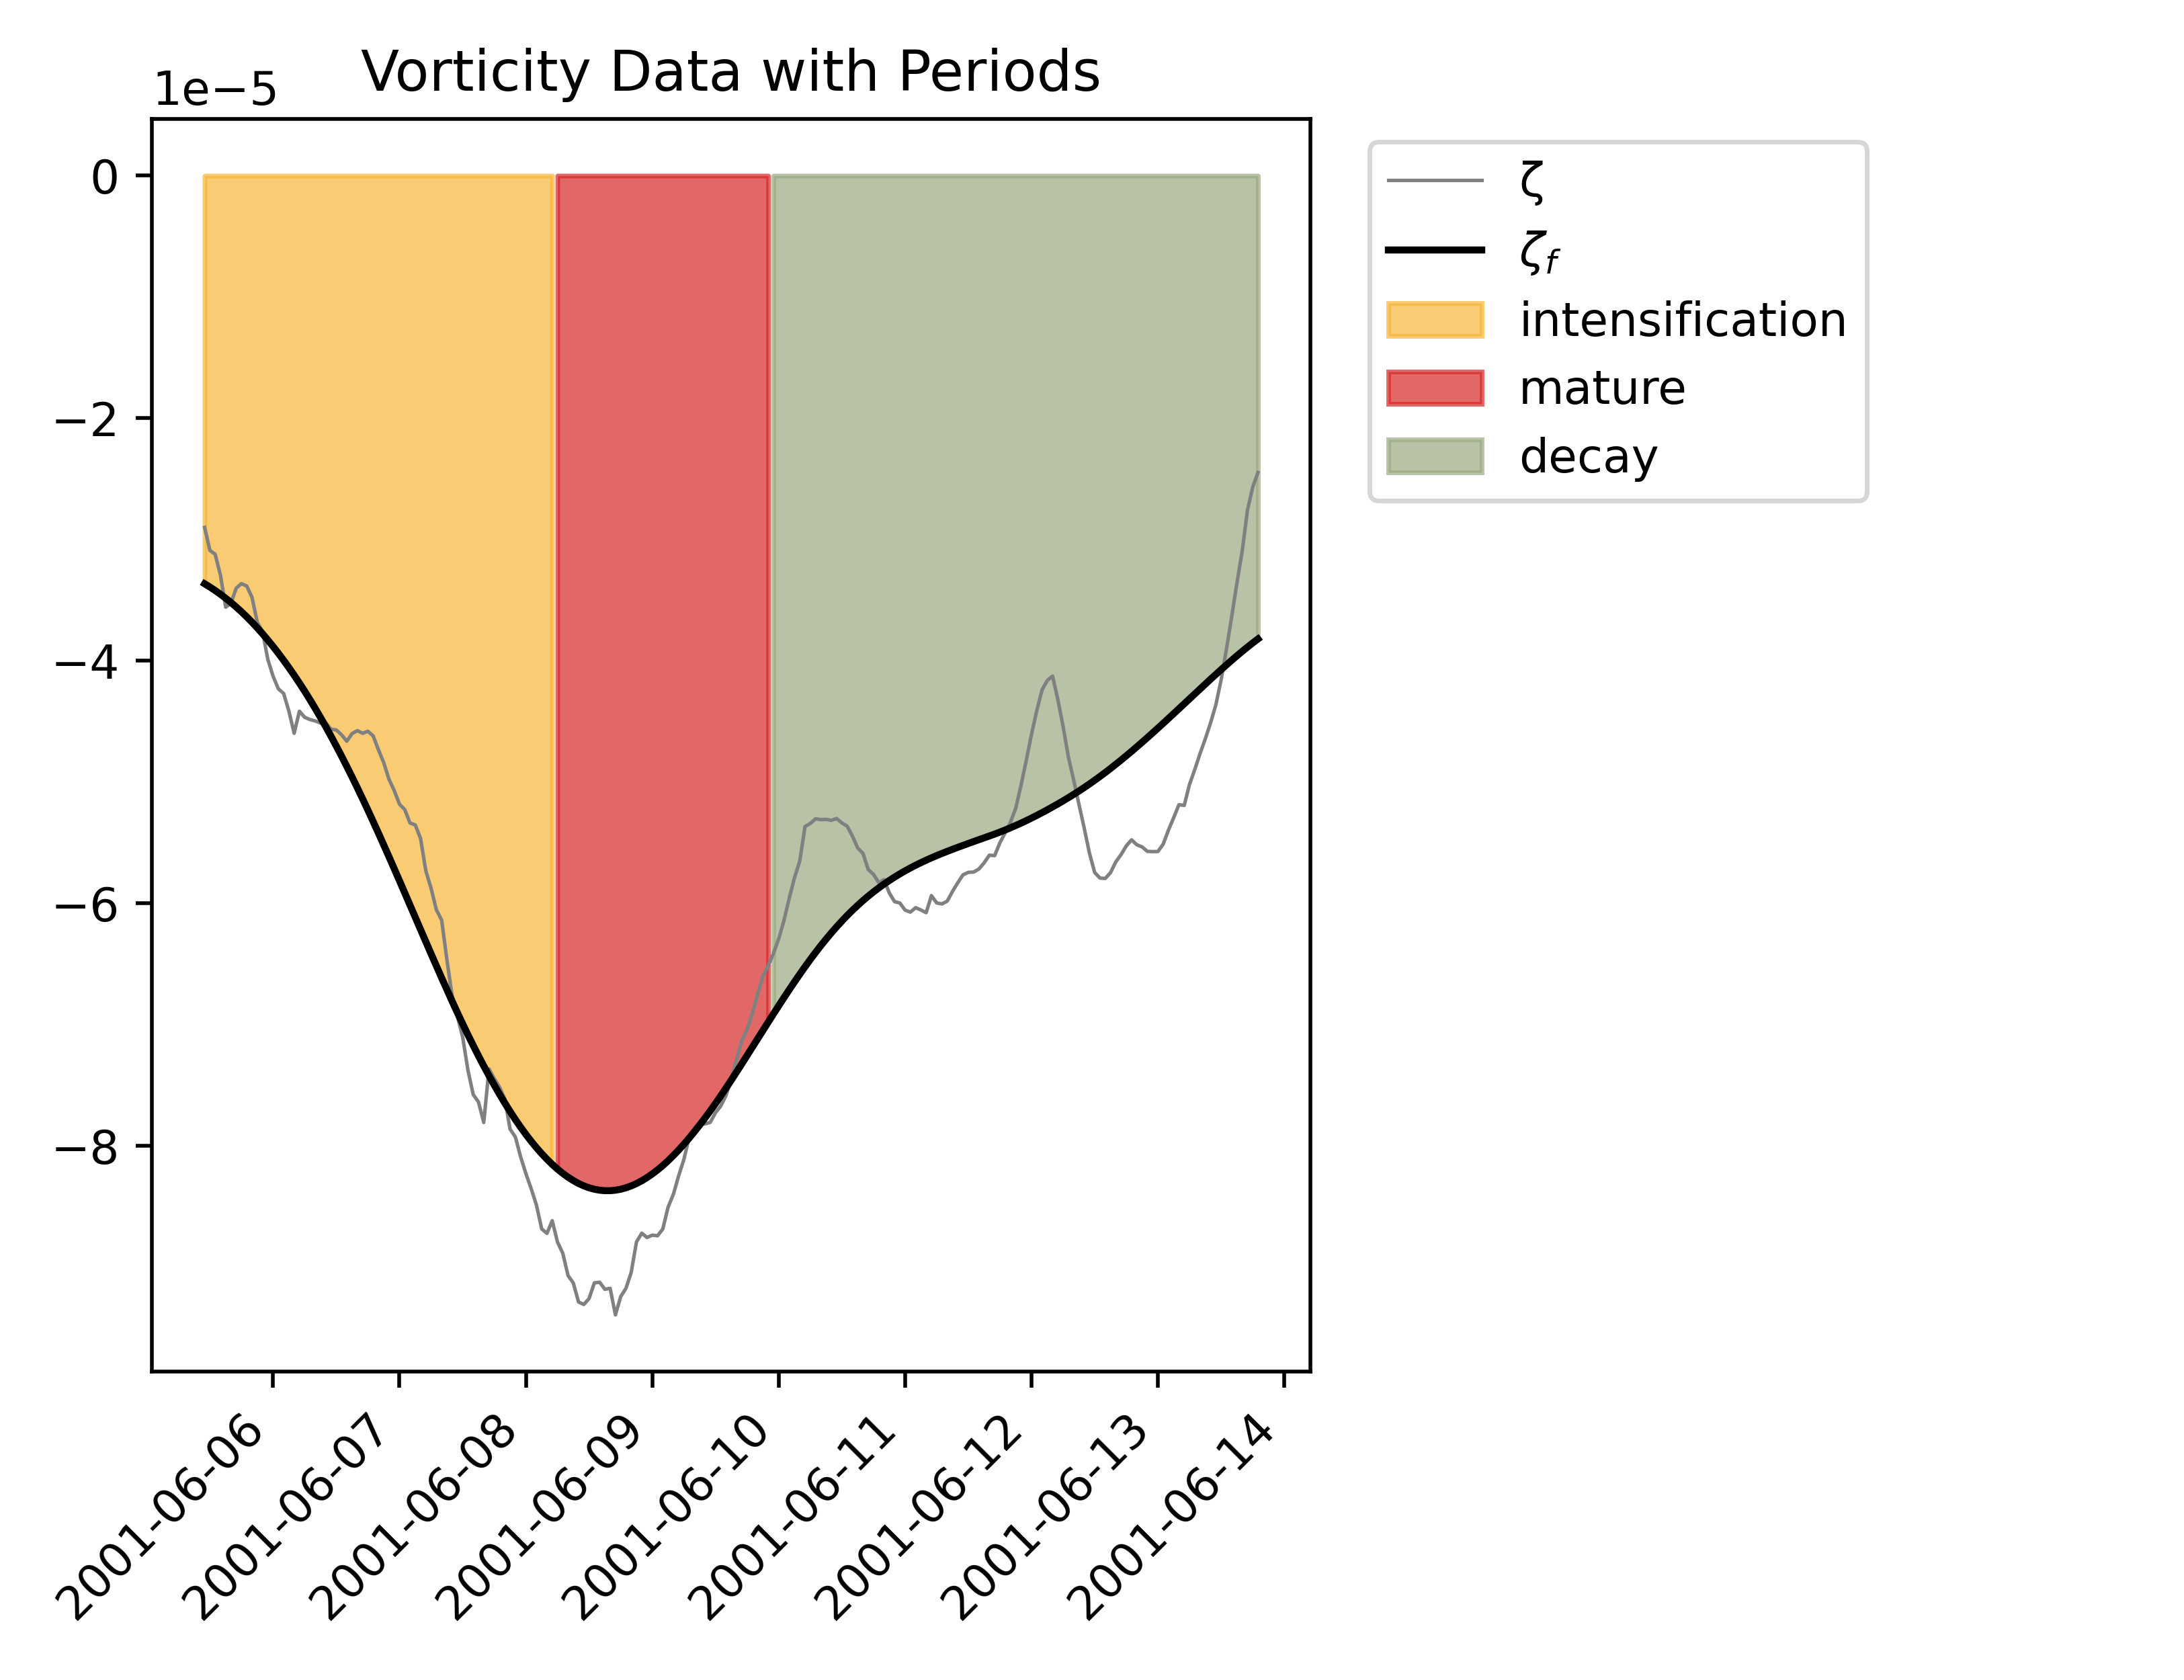 Vorticity Data with Periods
1e−5
0
−2
−4
−6
−8
2001-06-06
2001-06-07
2001-06-08
2001-06-09
2001-06-10
2001-06-11
2001-06-12
2001-06-13
2001-06-14
ζ
ζf
intensification
mature
decay